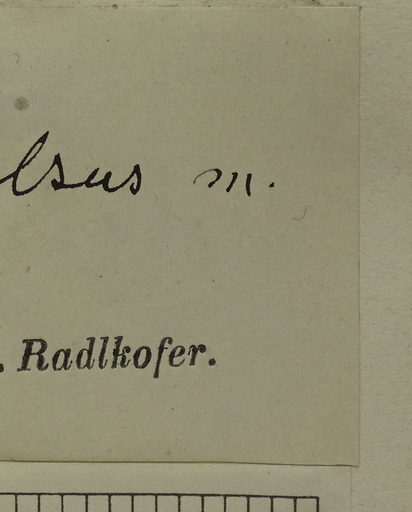 lsus m.
. Radlkofer.